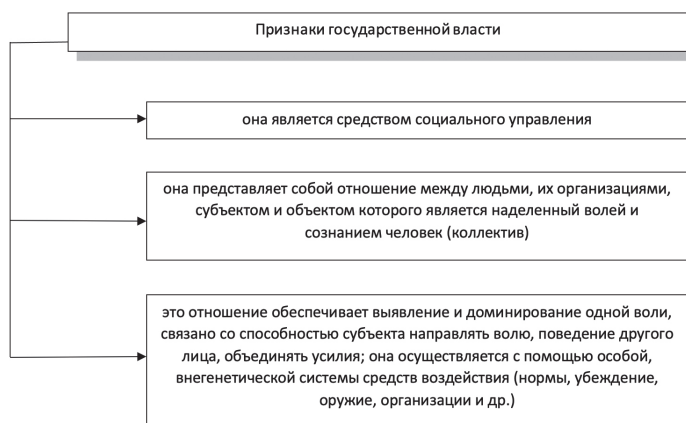 Признаки государственной власти
она является средством социального управления
она представляет собой отношение между людьми, их организациями,
субъектом и объектом которого является наделенный волей и
сознанием человек (коллектив)
это отношение обеспечивает выявление и доминирование одной воли,
связано со способностью субъекта направлять волю, поведение другого
лица, объединять усилия; она осуществляется с помощью особой,
внегенетической системы средств воздействия (нормы, убеждение,
оружие, организации и др.)